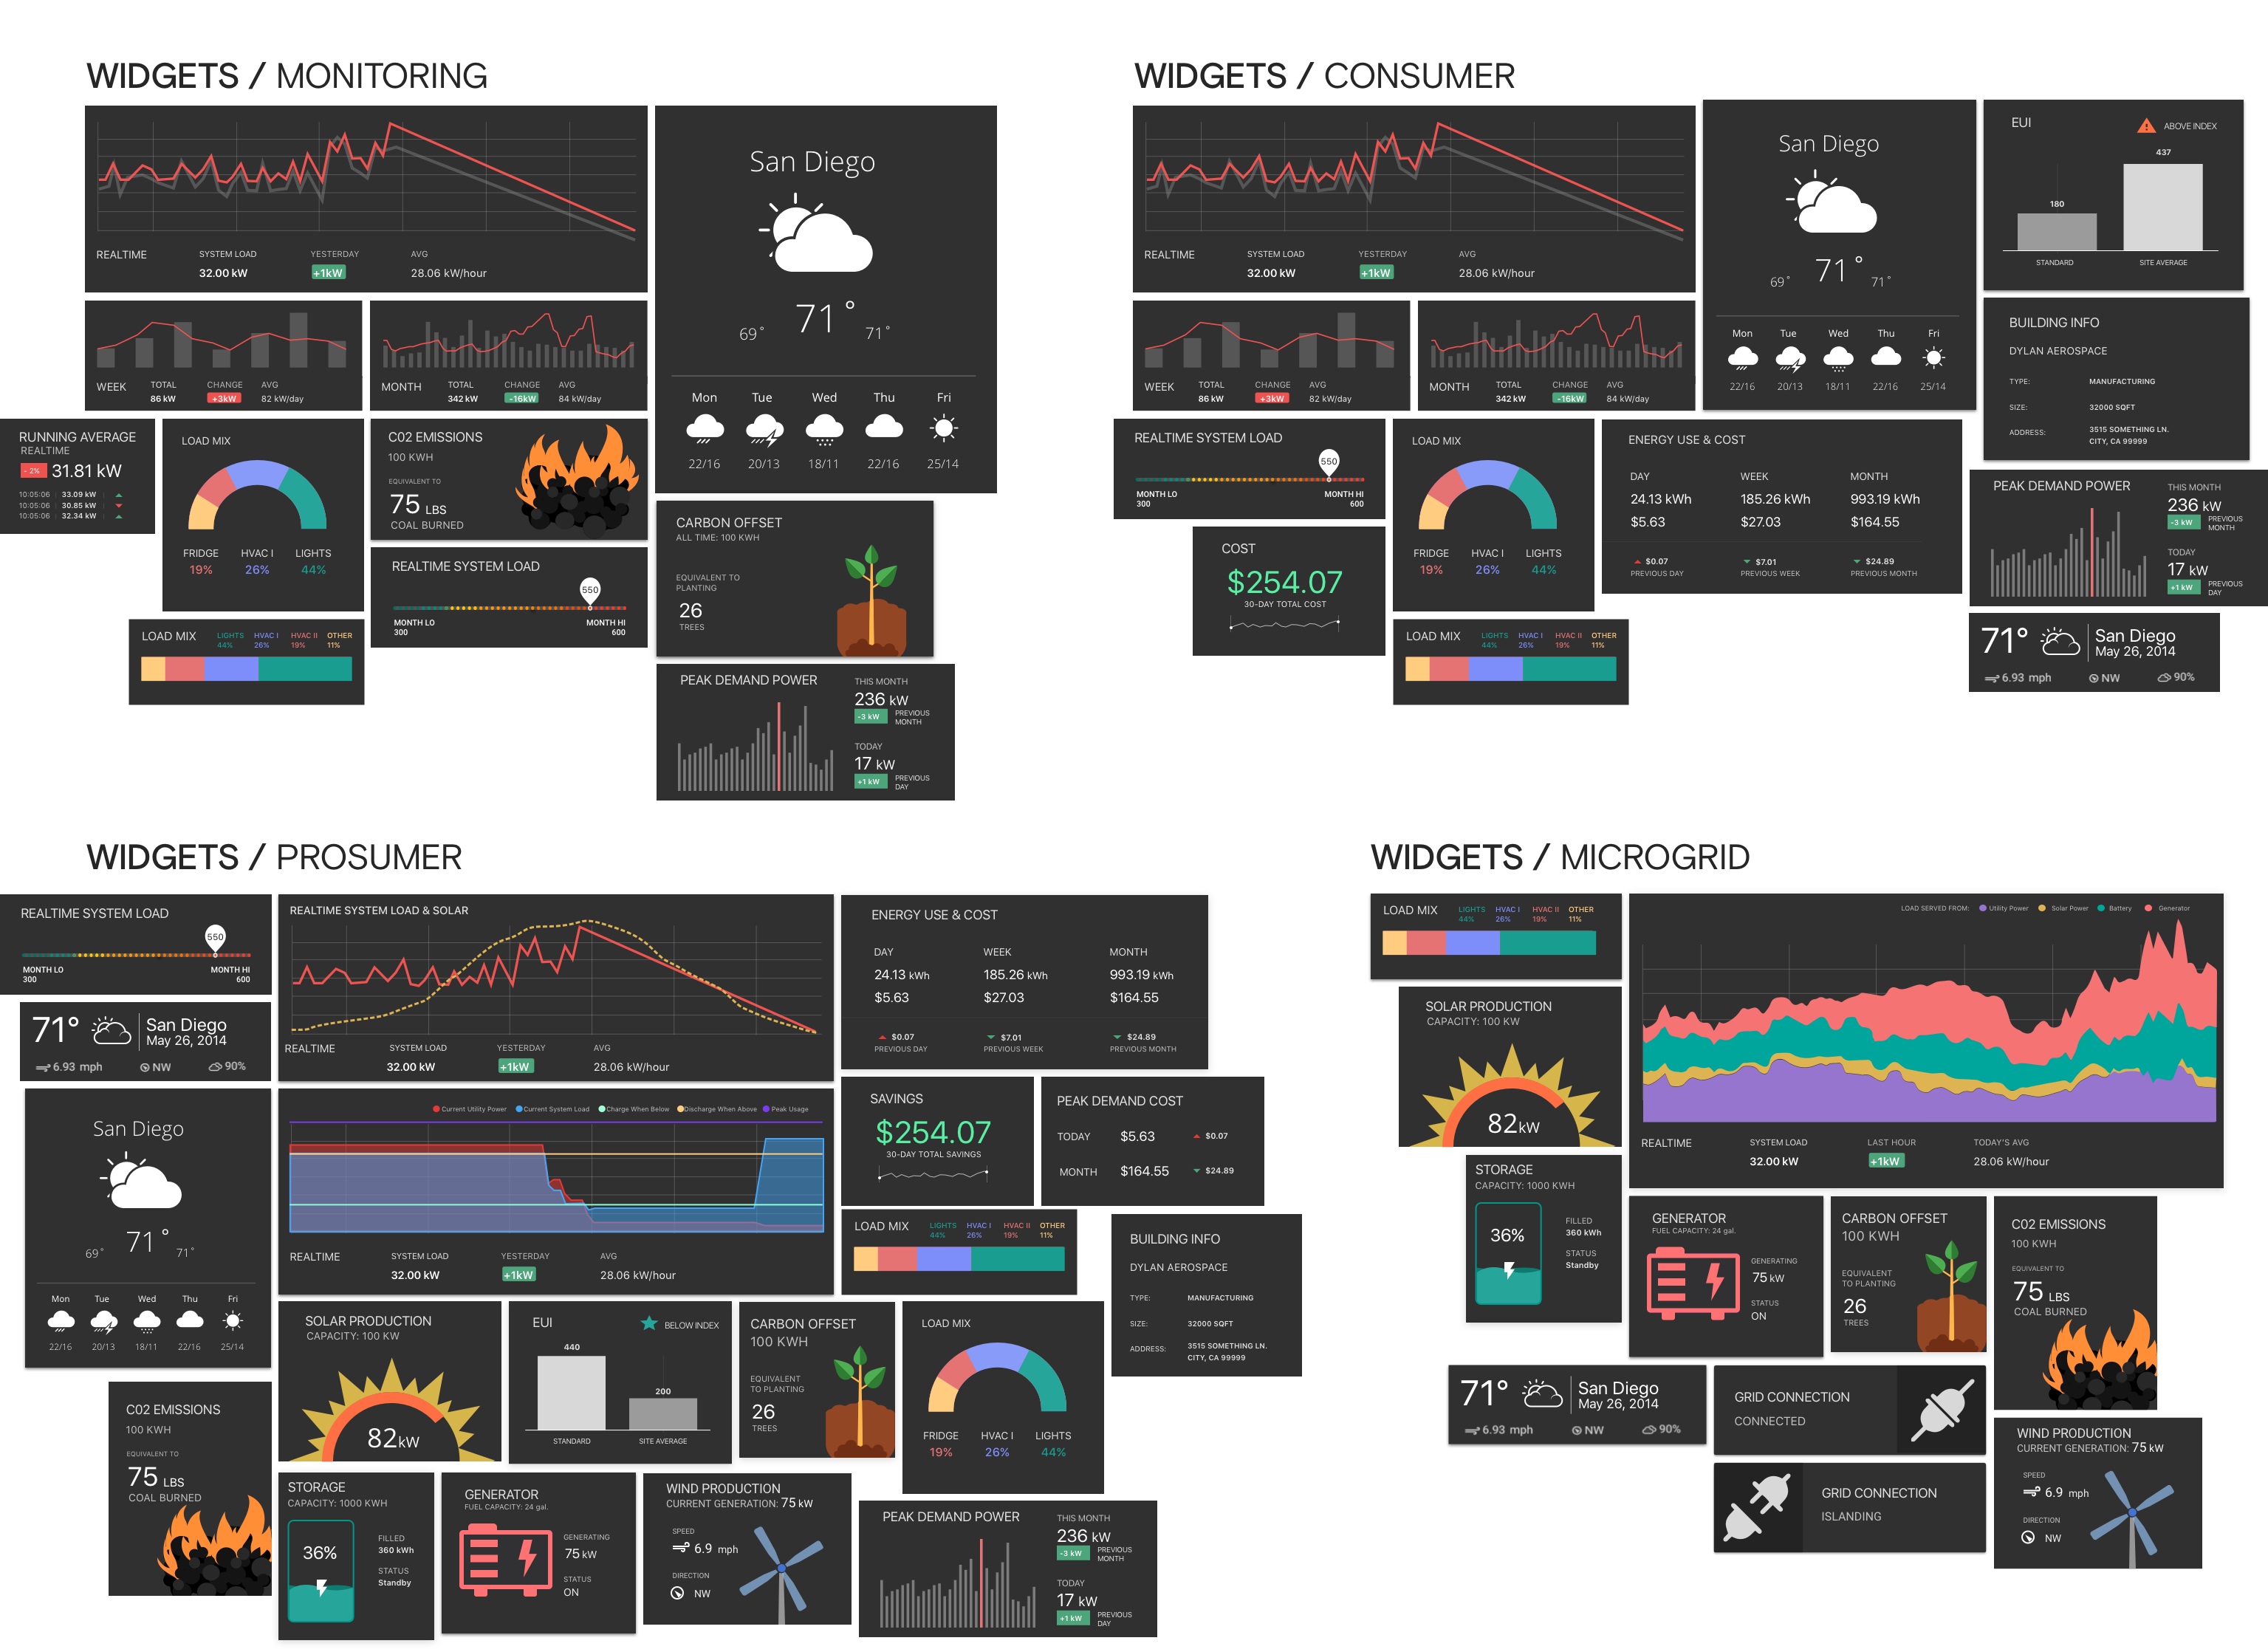 WIDGETS / MONITORING
REALTIME
SYSTEM LOAD
32.00 kW
YESTERDAY
+1kW
AVG
28.06 kW/hour
WEEK
TOTAL
86 kW
CHANGE
+3kW
AVG
82 kW/day
MONTH
TOTAL
342 kW
CHANGE
-16kW
AVG
84 kW/day
San Diego
69°
71°
71°
Mon Tue Wed Thu Fri
22/16 20/13 18/11 22/16 25/14
RUNNING AVERAGE
REALTIME
- 2% 31.81 kW
10:05:06 33.09 kW
10:05:06 30.85 kW
10:05:06 32.34 kW
LOAD MIX
FRIDGE HVAC I LIGHTS
19% 26% 44%
C02 EMISSIONS
100 KWH
EQUIVALENT TO
75 LBS
COAL BURNED
REALTIME SYSTEM LOAD
550
MONTH LO
300
MONTH HI
600
LOAD MIX
LIGHTS HVAC I HVAC II OTHER
44% 26% 19% 11%
CARBON OFFSET
ALL TIME: 100 KWH
EQUIVALENT TO
PLANTING
26
TREES
PEAK DEMAND POWER
THIS MONTH
236 kW
-3 kW
PREVIOUS
MONTH
TODAY
17 kW
+1 kW
PREVIOUS
DAY
WIDGETS / CONSUMER
REALTIME
SYSTEM LOAD
32.00 kW
YESTERDAY
+1kW
AVG
28.06 kW/hour
WEEK
TOTAL
86 kW
CHANGE
+3kW
AVG
82 kW/day
MONTH
TOTAL
342 kW
CHANGE
-16kW
AVG
84 kW/day
San Diego
69°
71°
71°
Mon Tue Wed Thu Fri
22/16 20/13 18/11 22/16 25/14
EUI
ABOVE INDEX
437
180
STANDARD
SITE AVERAGE
BUILDING INFO
DYLAN AEROSPACE
TYPE: MANUFACTURING
SIZE: 32000 SQFT
ADDRESS: 3515 SOMETHING LN.
CITY, CA 99999
REALTIME SYSTEM LOAD
550
MONTH LO
300
MONTH HI
600
COST
$254.07
30-DAY TOTAL COST
LOAD MIX
FRIDGE HVAC I LIGHTS
19% 26% 44%
LOAD MIX
LIGHTS HVAC I HVAC II OTHER
44% 26% 19% 11%
ENERGY USE & COST
DAY WEEK MONTH
24.13 kWh 185.26 kWh 993.19 kWh
$5.63 $27.03 $164.55
$0.07 $7.01 $24.89
PREVIOUS DAY PREVIOUS WEEK PREVIOUS MONTH
PEAK DEMAND POWER
THIS MONTH
236 kW
-3 kW
PREVIOUS
MONTH
TODAY
17 kW
+1 kW
PREVIOUS
DAY
71°
San Diego
May 26, 2014
6.93 mph NW 90%
WIDGETS / PROSUMER
REALTIME SYSTEM LOAD
550
MONTH LO
300
MONTH HI
600
71°
San Diego
May 26, 2014
6.93 mph NW 90%
San Diego
69°
71°
71°
Mon Tue Wed Thu Fri
22/16 20/13 18/11 22/16 25/14
C02 EMISSIONS
100 KWH
EQUIVALENT TO
75 LBS
COAL BURNED
REALTIME SYSTEM LOAD & SOLAR
REALTIME
SYSTEM LOAD
32.00 kW
YESTERDAY
+1kW
AVG
28.06 kW/hour
Current Utility Power Current System Load Charge When Below Discharge When Above Peak Usage
REALTIME
SYSTEM LOAD
32.00 kW
YESTERDAY
+1kW
AVG
28.06 kW/hour
ENERGY USE & COST
DAY WEEK MONTH
24.13 kWh 185.26 kWh 993.19 kWh
$5.63 $27.03 $164.55
$0.07 $7.01 $24.89
PREVIOUS DAY PREVIOUS WEEK PREVIOUS MONTH
SAVINGS
$254.07
30-DAY TOTAL SAVINGS
PEAK DEMAND COST
TODAY $5.63 $0.07
MONTH $164.55 $24.89
LOAD MIX
LIGHTS HVAC I HVAC II OTHER
44% 26% 19% 11%
BUILDING INFO
DYLAN AEROSPACE
TYPE: MANUFACTURING
SIZE: 32000 SQFT
ADDRESS: 3515 SOMETHING LN.
CITY, CA 99999
SOLAR PRODUCTION
CAPACITY: 100 KW
82kW
EUI
BELOW INDEX
440
200
STANDARD
SITE AVERAGE
CARBON OFFSET
100 KWH
EQUIVALENT
TO PLANTING
26
TREES
LOAD MIX
FRIDGE HVAC I LIGHTS
19% 26% 44%
STORAGE
CAPACITY: 1000 KWH
36%
FILLED
360 kWh
STATUS
Standby
GENERATOR
FUEL CAPACITY: 24 gal.
GENERATING
75 kW
STATUS
ON
WIND PRODUCTION
CURRENT GENERATION: 75 kW
SPEED
6.9 mph
DIRECTION
NW
PEAK DEMAND POWER
THIS MONTH
236 kW
-3 kW
PREVIOUS
MONTH
TODAY
17 kW
+1 kW
PREVIOUS
DAY
WIDGETS / MICROGRID
LOAD MIX
LIGHTS HVAC I HVAC II OTHER
44% 26% 19% 11%
LOAD SERVED FROM: Utility Power Solar Power Battery Generator
REALTIME
SYSTEM LOAD
32.00 kW
LAST HOUR
+1kW
TODAY'S AVG
28.06 kW/hour
SOLAR PRODUCTION
CAPACITY: 100 KW
82kW
STORAGE
CAPACITY: 1000 KWH
36%
FILLED
360 kWh
STATUS
Standby
GENERATOR
FUEL CAPACITY: 24 gal.
GENERATING
75 kW
STATUS
ON
CARBON OFFSET
100 KWH
EQUIVALENT
TO PLANTING
26
TREES
C02 EMISSIONS
100 KWH
EQUIVALENT TO
75 LBS
COAL BURNED
71°
San Diego
May 26, 2014
6.93 mph NW 90%
GRID CONNECTION
CONNECTED
GRID CONNECTION
ISLANDING
WIND PRODUCTION
CURRENT GENERATION: 75 kW
SPEED
6.9 mph
DIRECTION
NW